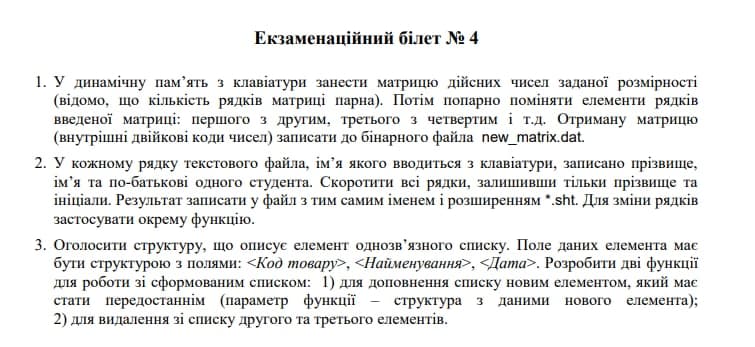 Екзаменаційний білет № 4
1. У динамічну пам’ять з клавіатури занести матрицю дійсних чисел заданої розмірності
(відомо, що кількість рядків матриці парна). Потім попарно поміняти елементи рядків
введеної матриці: першого з другим, третього з четвертим і т.д. Отриману матрицю
(внутрішні двійкові коди чисел) записати до бінарного файла new_matrix.dat.
2. У кожному рядку текстового файла, ім’я якого вводиться з клавіатури, записано прізвище,
ім’я та по-батькові одного студента. Скоротити всі рядки, залишивши тільки прізвище та
ініціали. Результат записати у файл з тим самим іменем і розширенням *.sht. Для зміни рядків
застосувати окрему функцію.
3. Оголосити структуру, що описує елемент однозв’язного списку. Поле даних елемента має
бути структурою з полями: <Код товару>, <Найменування>, <Дата>. Розробити дві функції
для роботи зі сформованим списком: 1) для доповнення списку новим елементом, який має
стати передостаннім (параметр функції – структура з даними нового елемента);
2) для видалення зі списку другого та третього елементів.